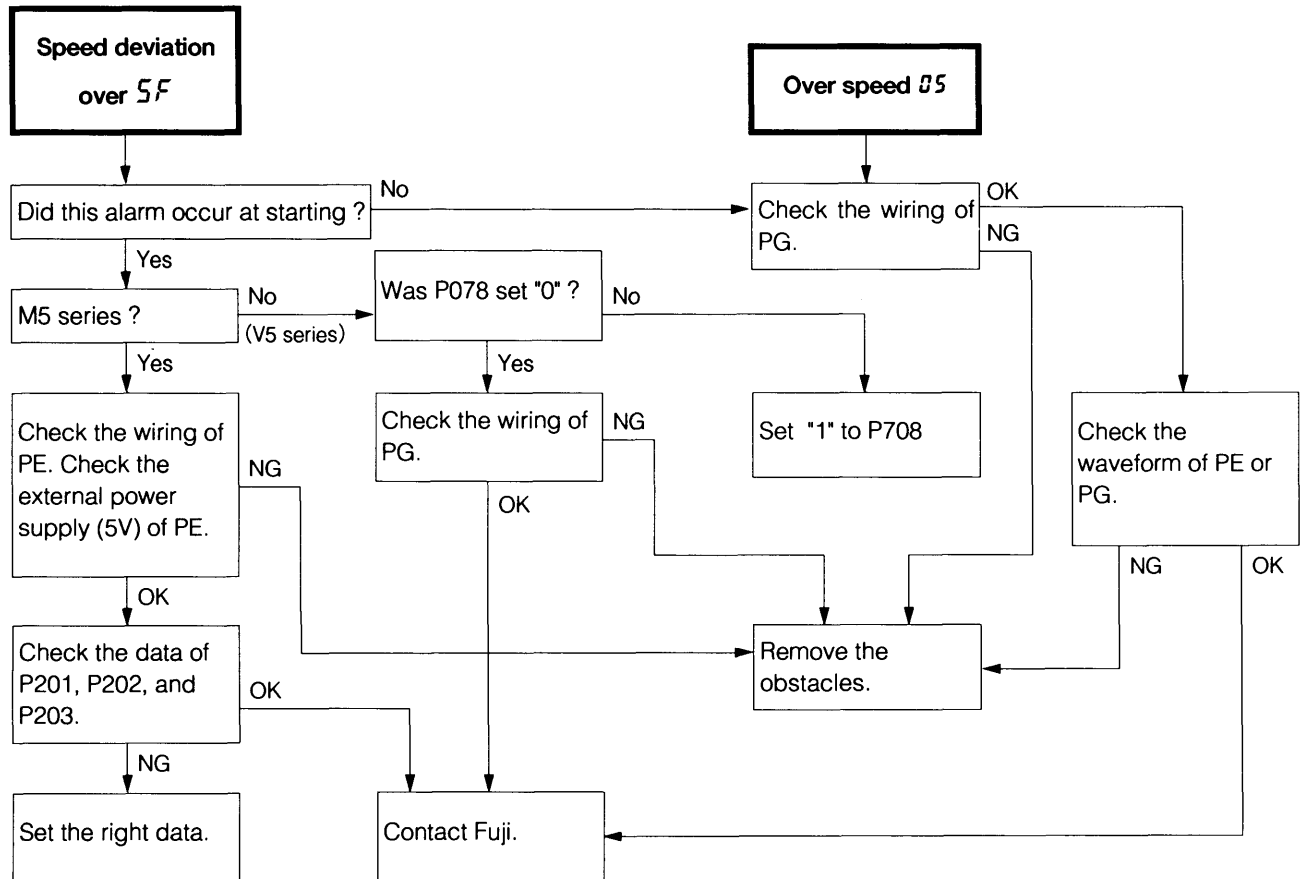 Speed deviation
over SF
Over speed OS
Did this alarm occur at starting ?
No
Check the wiring of
PG.
OK
NG
Yes
M5 series ?
No
(V5 series)
Was P078 set "0" ?
No
Yes
Yes
Check the wiring of
PE. Check the
external power
supply (5V) of PE.
NG
Check the wiring of
PG.
NG
Set "1" to P708
Check the
waveform of PE or
PG.
OK
NG
OK
OK
Check the data of
P201, P202, and
P203.
OK
Remove the
obstacles.
NG
Set the right data.
Contact Fuji.